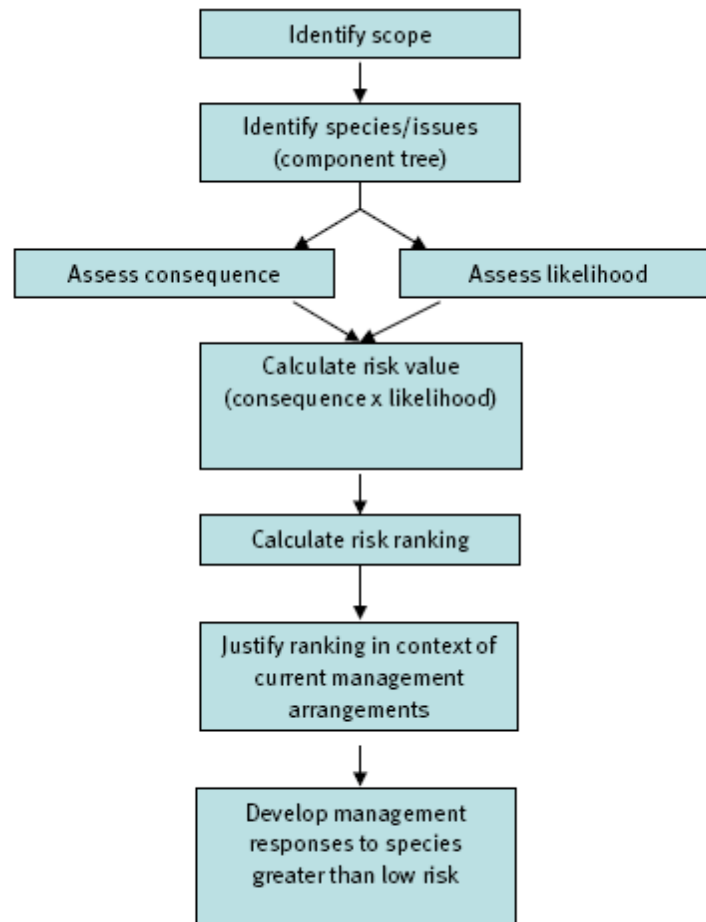 Identify scope
Identify species/issues
(component tree)
Assess consequence
Assess likelihood
Calculate risk value
(consequence x likelihood)
Calculate risk ranking
Justify ranking in context of
current management
arrangements
Develop management
responses to species
greater than low risk